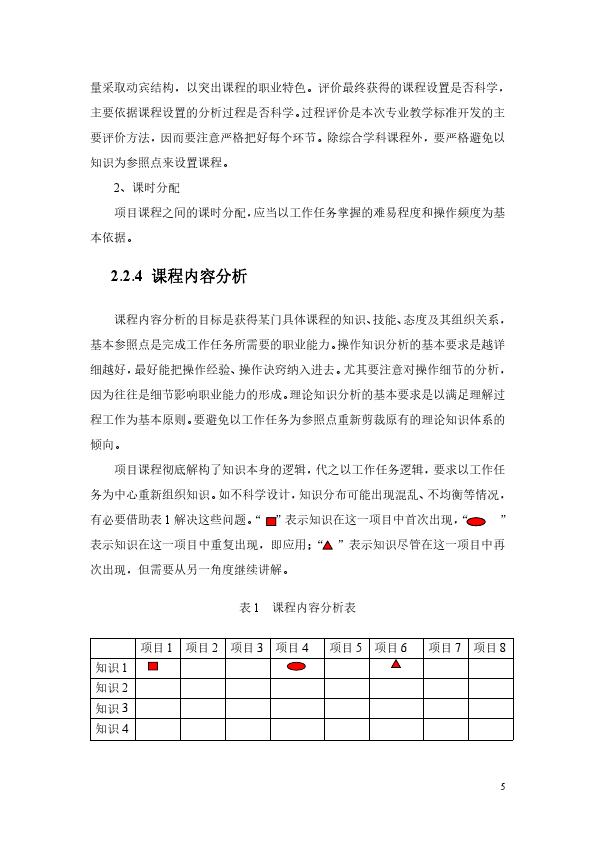 量采取动宾结构，以突出课程的职业特色。评价最终获得的课程设置是否科学，
主要依据课程设置的分析过程是否科学。过程评价是本次专业教学标准开发的主
要评价方法，因而要注意严格把好每个环节。除综合学科课程外，要严格避免以
知识为参照点来设置课程。
2、课时分配
项目课程之间的课时分配，应当以工作任务掌握的难易程度和操作频度为基
本依据。
2.2.4 课程内容分析
课程内容分析的目标是获得某门具体课程的知识、技能、态度及其组织关系，
基本参照点是完成工作任务所需要的职业能力。操作知识分析的基本要求是越详
细越好，最好能把操作经验、操作诀窍纳入进去。尤其要注意对操作细节的分析，
因为往往是细节影响职业能力的形成。理论知识分析的基本要求是以满足理解过
程工作为基本原则。要避免以工作任务为参照点重新剪裁原有的理论知识体系的
倾向。
项目课程彻底解构了知识本身的逻辑，代之以工作任务逻辑，要求以工作任
务为中心重新组织知识。如不科学设计，知识分布可能出现混乱、不均衡等情况，
有必要借助表 1 解决这些问题。“ ”表示知识在这一项目中首次出现，“ ”
表示知识在这一项目中重复出现，即应用；“ ”表示知识尽管在这一项目中再
次出现，但需要从另一角度继续讲解。
表 1 课程内容分析表
项目 1 项目 2 项目 3 项目 4 项目 5 项目 6 项目 7 项目 8
知识 1
知识 2
知识 3
知识 4
5